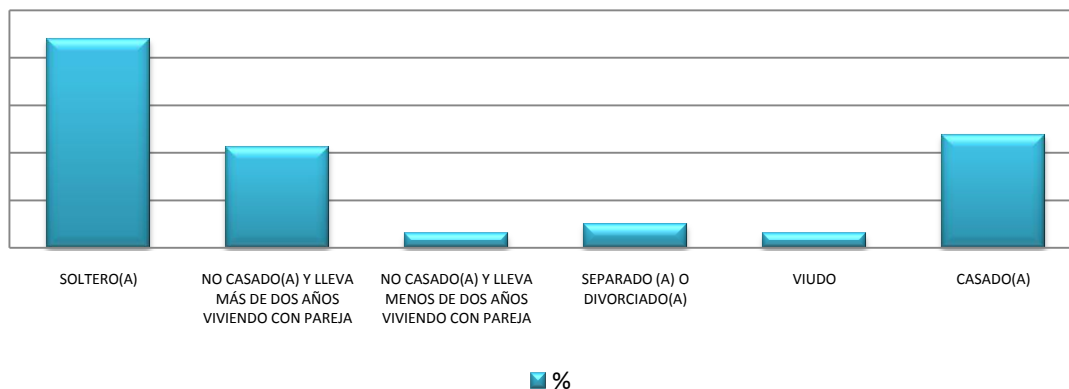 SOLTERO(A)
NO CASADO(A) Y LLEVA
MÁS DE DOS AÑOS
VIVIENDO CON PAREJA
NO CASADO(A) Y LLEVA
MENOS DE DOS AÑOS
VIVIENDO CON PAREJA
SEPARADO (A) O
DIVORCIADO(A)
VIUDO
CASADO(A)
%